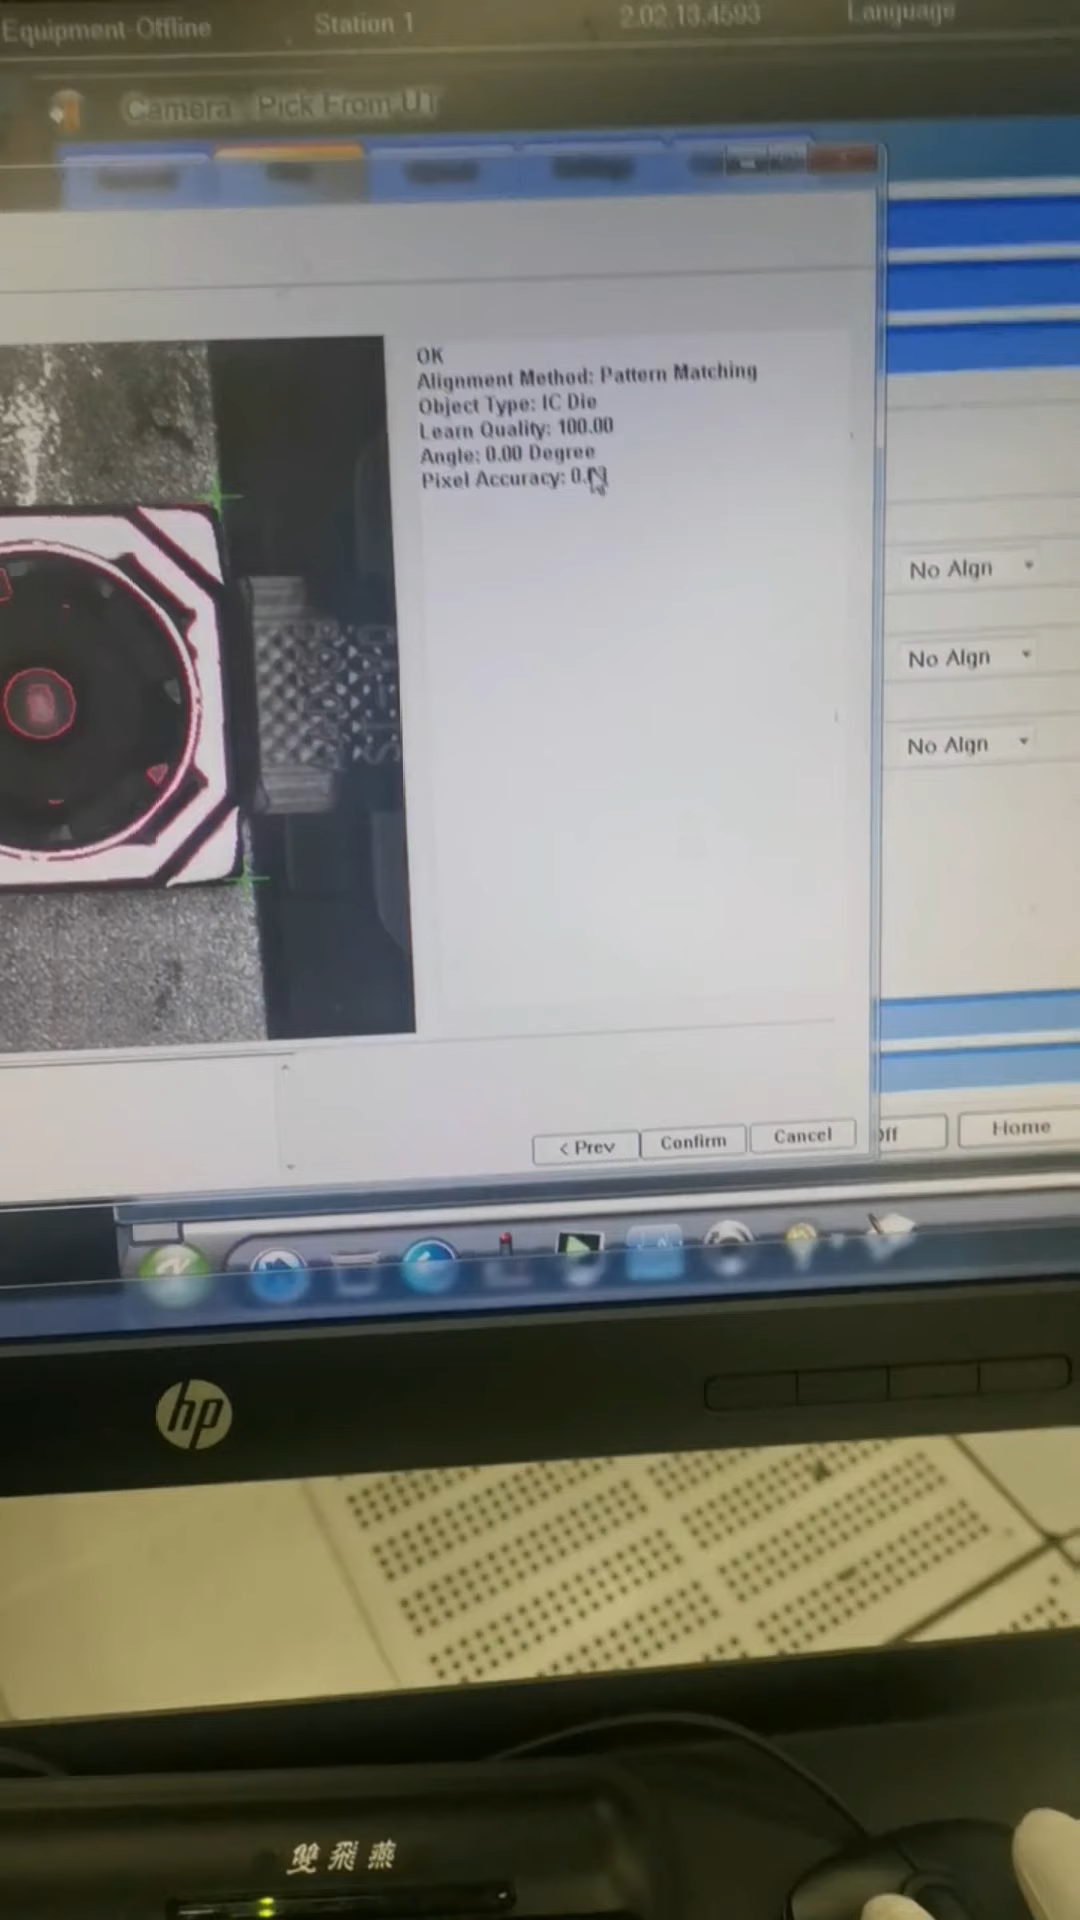 Equipment Offline
Station 1
2.02.13.4593
Language
Camera : Pick From UT
OK
Alignment Method: Pattern Matching
Object Type: IC Die
Learn Quality: 100.00
Angle: 0.00 Degree
Pixel Accuracy:
No Algn
No Algn
No Algn
< Prev
Confirm
Cancel
Home
hp
雙飛燕